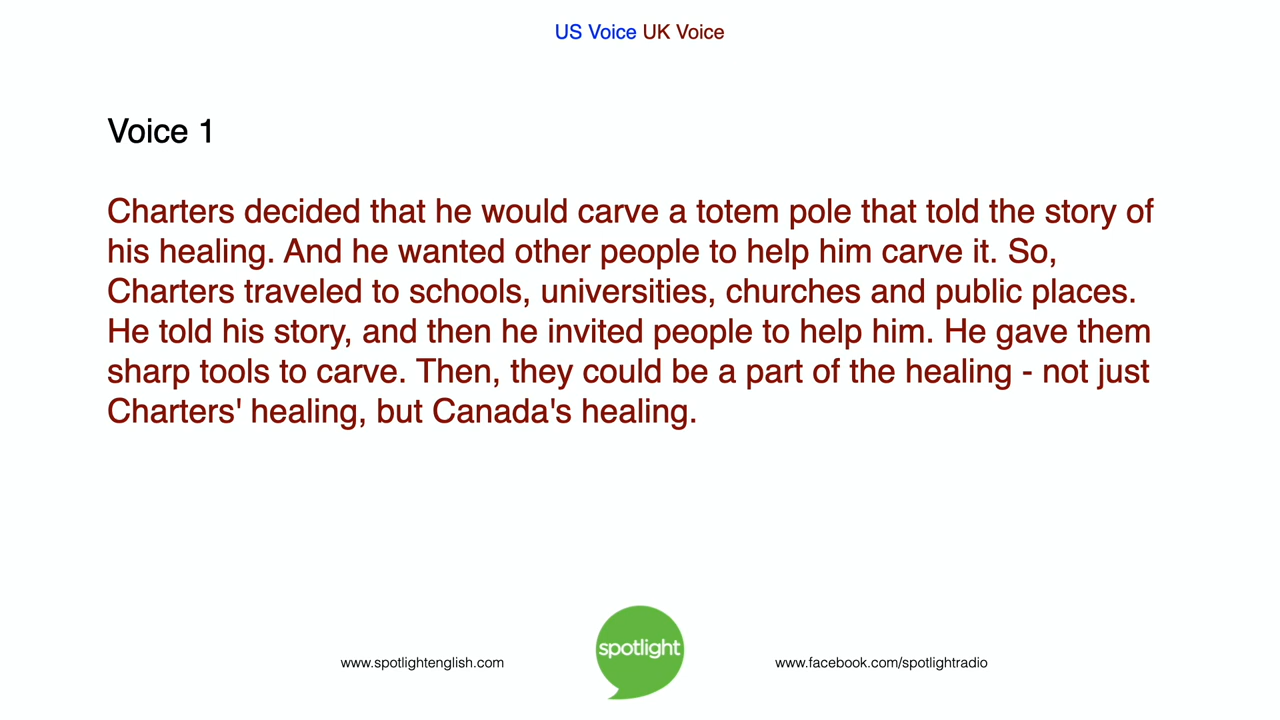 US Voice UK Voice
Voice 1
Charters decided that he would carve a totem pole that told the story of
his healing. And he wanted other people to help him carve it. So,
Charters traveled to schools, universities, churches and public places.
He told his story, and then he invited people to help him. He gave them
sharp tools to carve. Then, they could be a part of the healing - not just
Charters' healing, but Canada's healing.
www.spotlightenglish.com
spotlight
www.facebook.com/spotlightradio